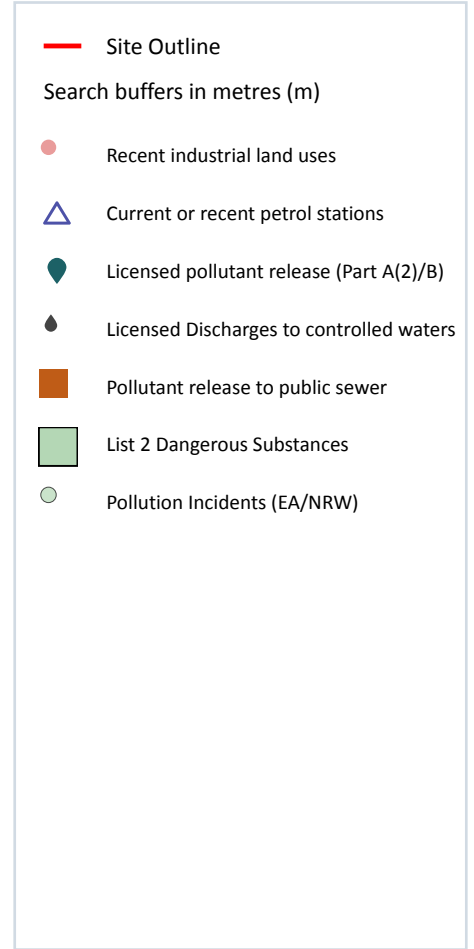 Site Outline
Search buffers in metres (m)
Recent industrial land uses
Current or recent petrol stations
Licensed pollutant release (Part A(2)/B)
Licensed Discharges to controlled waters
Pollutant release to public sewer
List 2 Dangerous Substances
Pollution Incidents (EA/NRW)